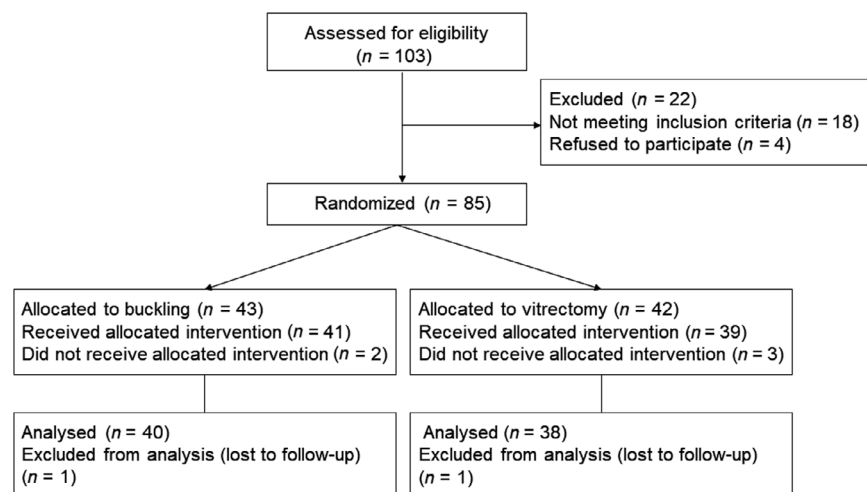 Assessed for eligibility
(n = 103)
Excluded (n = 22)
Not meeting inclusion criteria (n = 18)
Refused to participate (n = 4)
Randomized (n = 85)
Allocated to buckling (n = 43)
Received allocated intervention (n = 41)
Did not receive allocated intervention (n = 2)
Allocated to vitrectomy (n = 42)
Received allocated intervention (n = 39)
Did not receive allocated intervention (n = 3)
Analysed (n = 40)
Excluded from analysis (lost to follow-up)
(n = 1)
Analysed (n = 38)
Excluded from analysis (lost to follow-up)
(n = 1)